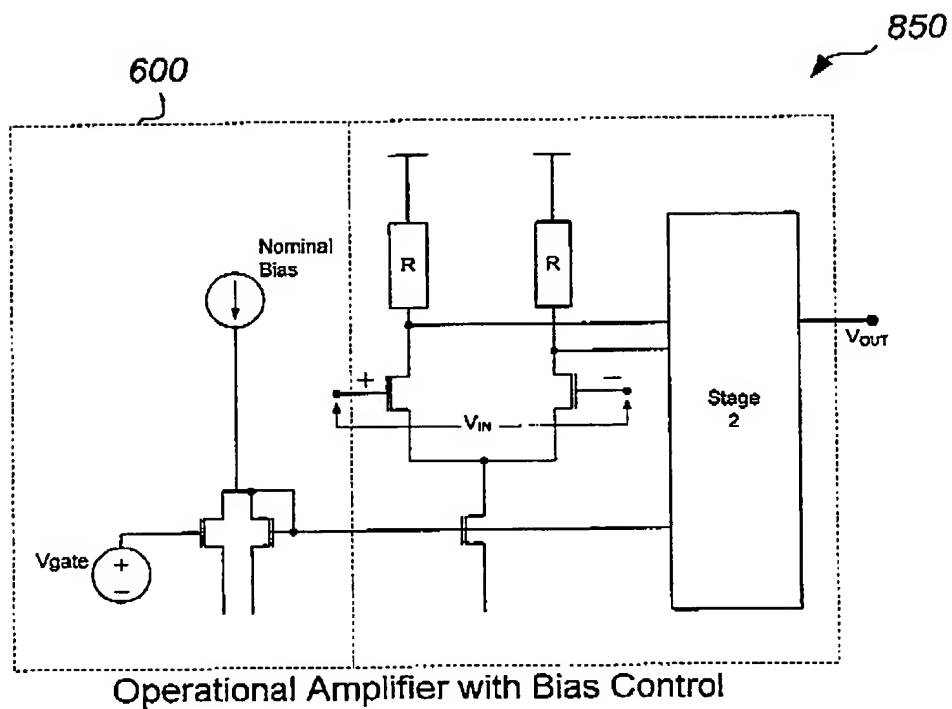 850
600
Nominal
Bias
R
R
+
−
VIN
VOUT
Stage
2
Vgate
+
−
Operational Amplifier with Bias Control